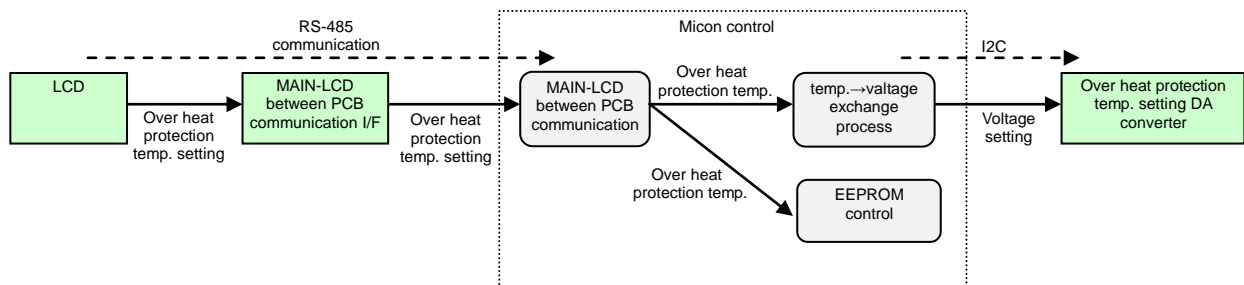 RS-485
communication
Micon control
I2C
LCD
Over heat
protection
temp. setting
MAIN-LCD
between PCB
communication I/F
Over heat
protection
temp. setting
MAIN-LCD
between PCB
communication
Over heat
protection temp.
temp.→valtage
exchange
process
Voltage
setting
Over heat protection
temp. setting DA
converter
Over heat
protection temp.
EEPROM
control